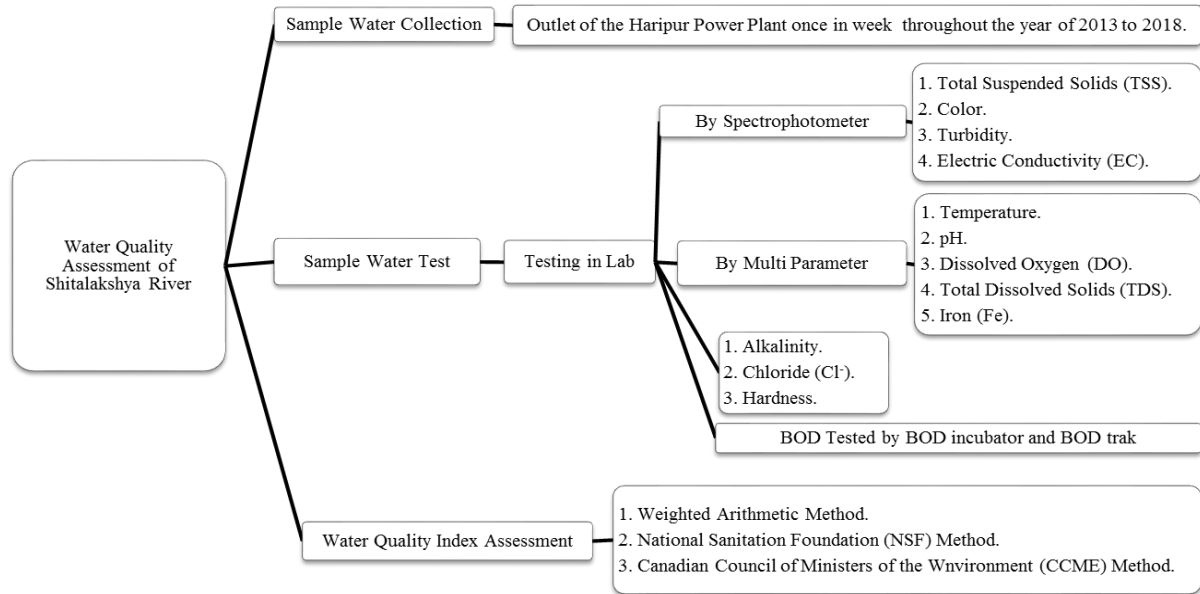 Sample Water Collection
Outlet of the Haripur Power Plant once in week throughout the year of 2013 to 2018.
Water Quality
Assessment of
Shitalakshya River
Sample Water Test
Testing in Lab
By Spectrophotometer
1. Total Suspended Solids (TSS).
2. Color.
3. Turbidity.
4. Electric Conductivity (EC).
By Multi Parameter
1. Temperature.
2. pH.
3. Dissolved Oxygen (DO).
4. Total Dissolved Solids (TDS).
5. Iron (Fe).
1. Alkalinity.
2. Chloride (Cl-).
3. Hardness.
BOD Tested by BOD incubator and BOD trak
Water Quality Index Assessment
1. Weighted Arithmetic Method.
2. National Sanitation Foundation (NSF) Method.
3. Canadian Council of Ministers of the Wnvironment (CCME) Method.